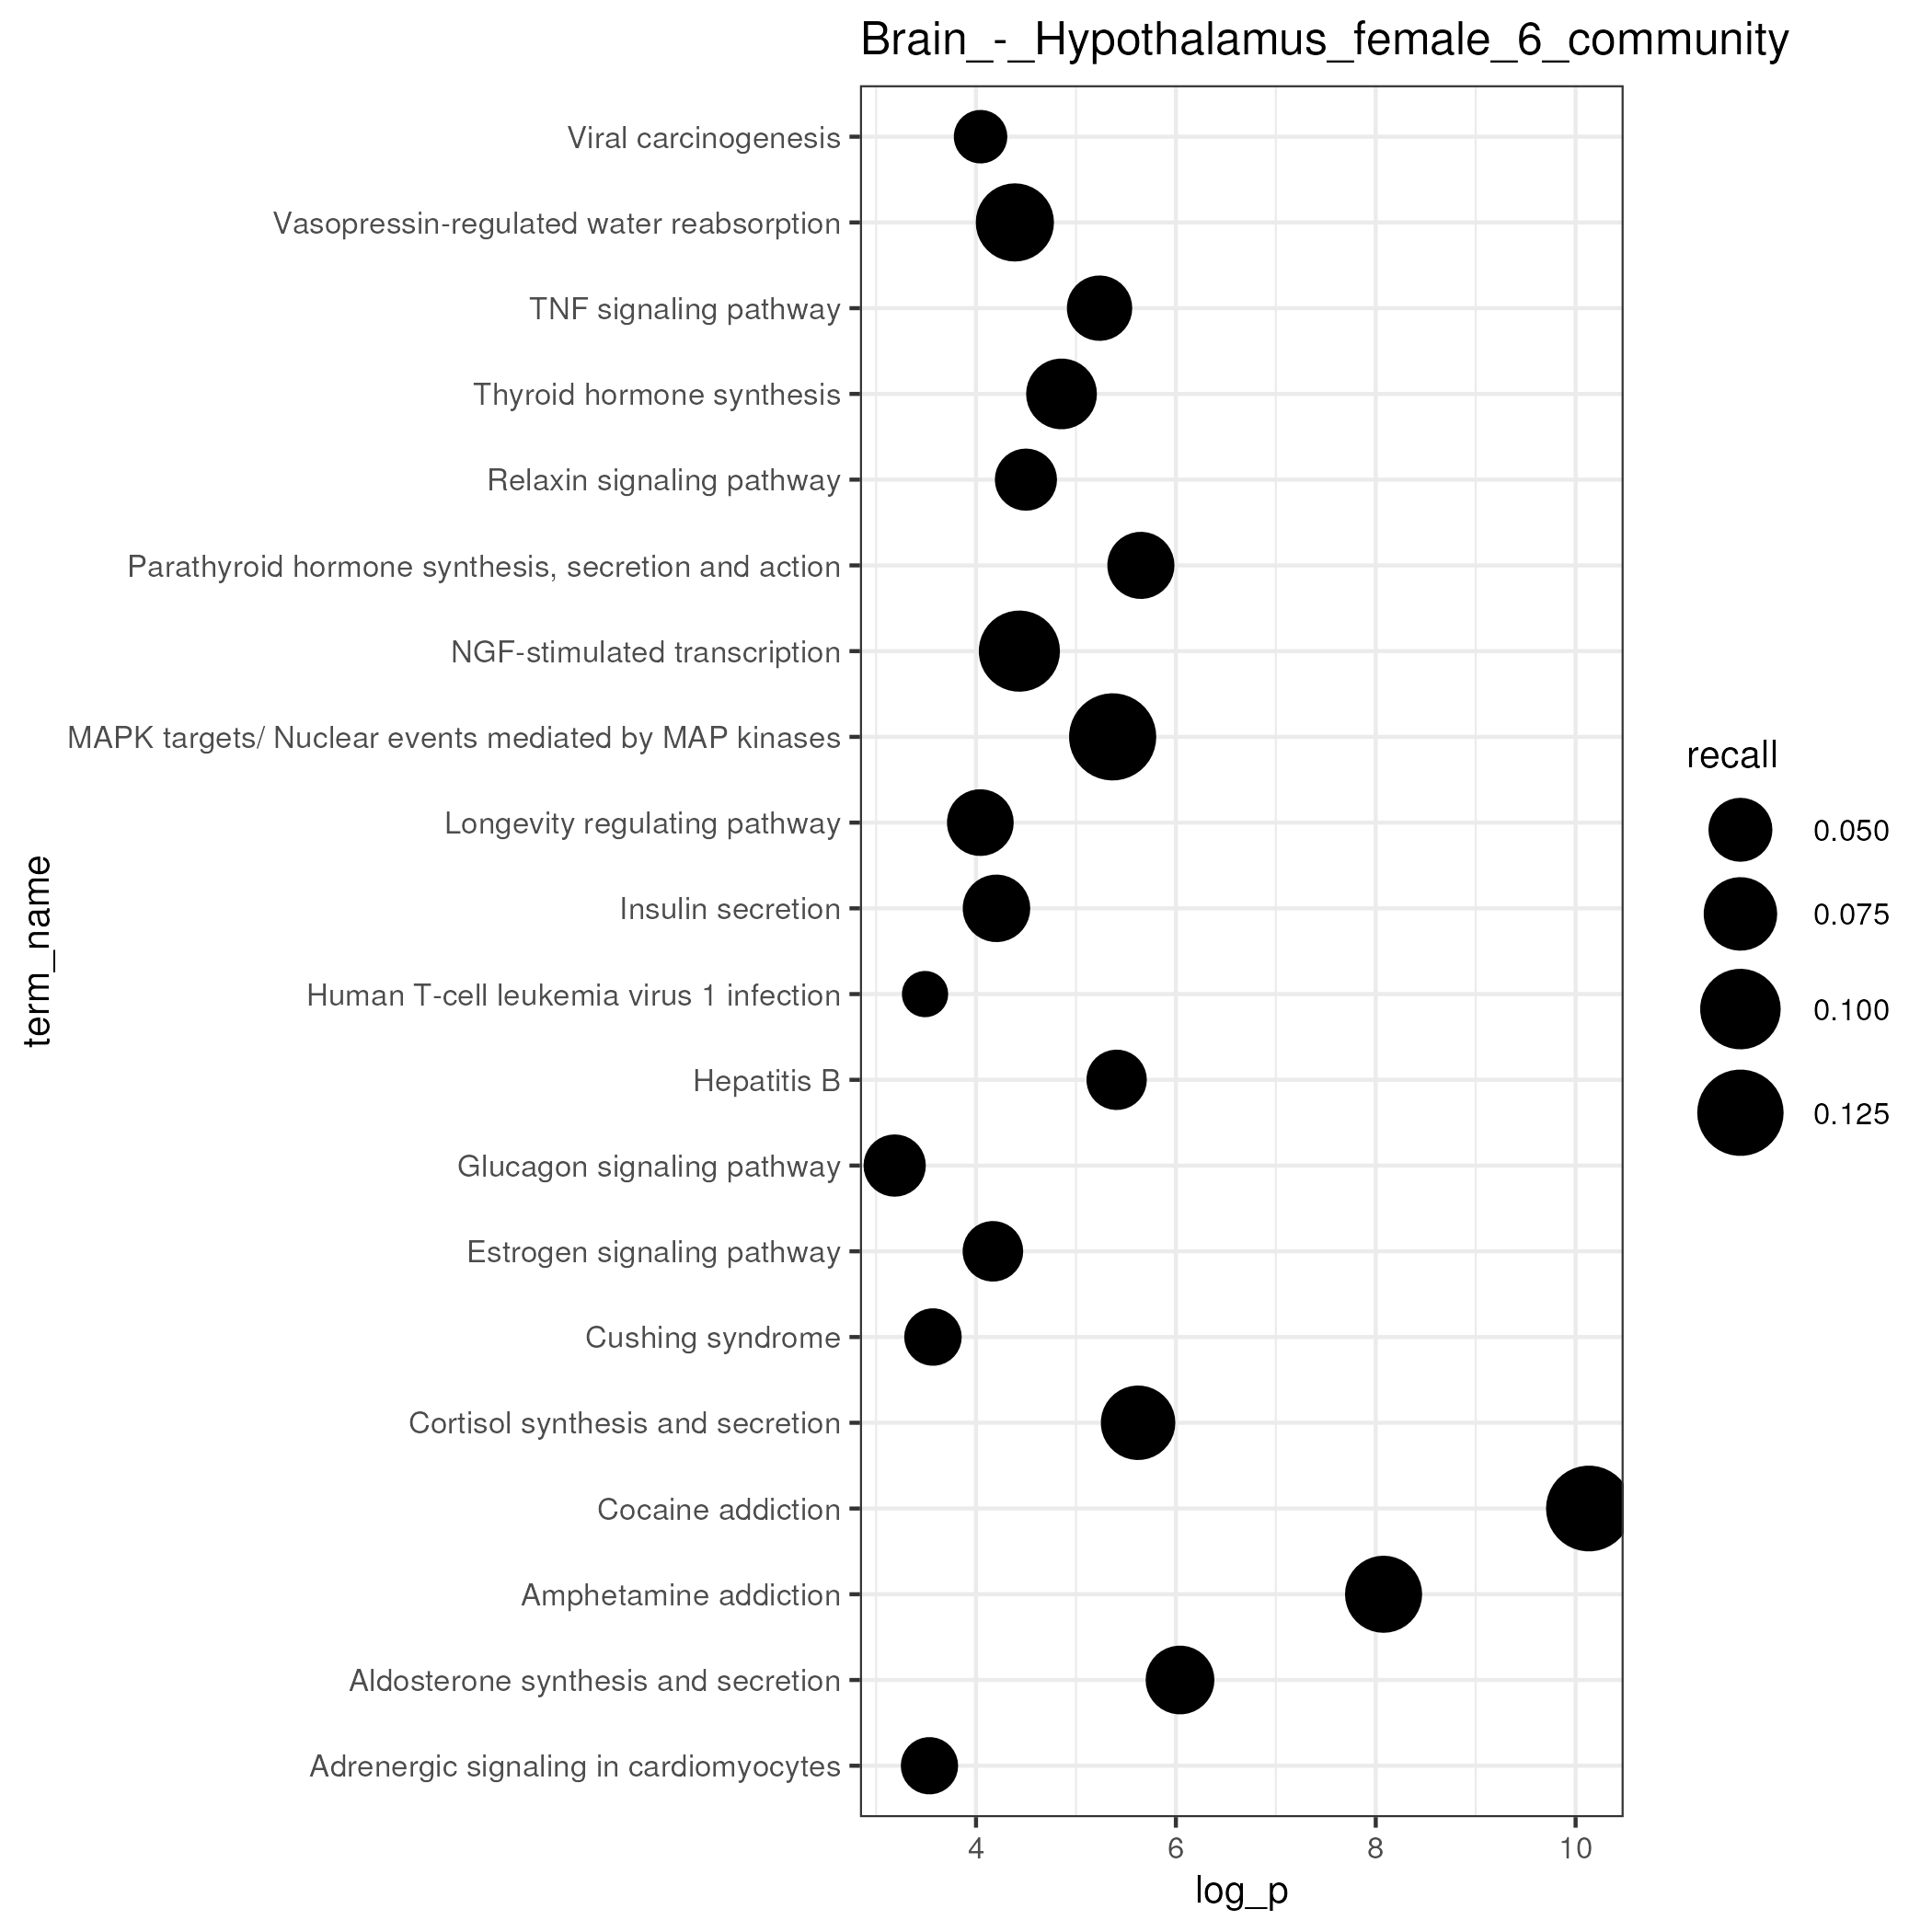 Brain_-_Hypothalamus_female_6_community
Viral carcinogenesis
Vasopressin-regulated water reabsorption
TNF signaling pathway
Thyroid hormone synthesis
Relaxin signaling pathway
Parathyroid hormone synthesis, secretion and action
NGF-stimulated transcription
MAPK targets/ Nuclear events mediated by MAP kinases
Longevity regulating pathway
Insulin secretion
Human T-cell leukemia virus 1 infection
Hepatitis B
Glucagon signaling pathway
Estrogen signaling pathway
Cushing syndrome
Cortisol synthesis and secretion
Cocaine addiction
Amphetamine addiction
Aldosterone synthesis and secretion
Adrenergic signaling in cardiomyocytes
term_name
4 6 8 10
log_p
recall
0.050
0.075
0.100
0.125